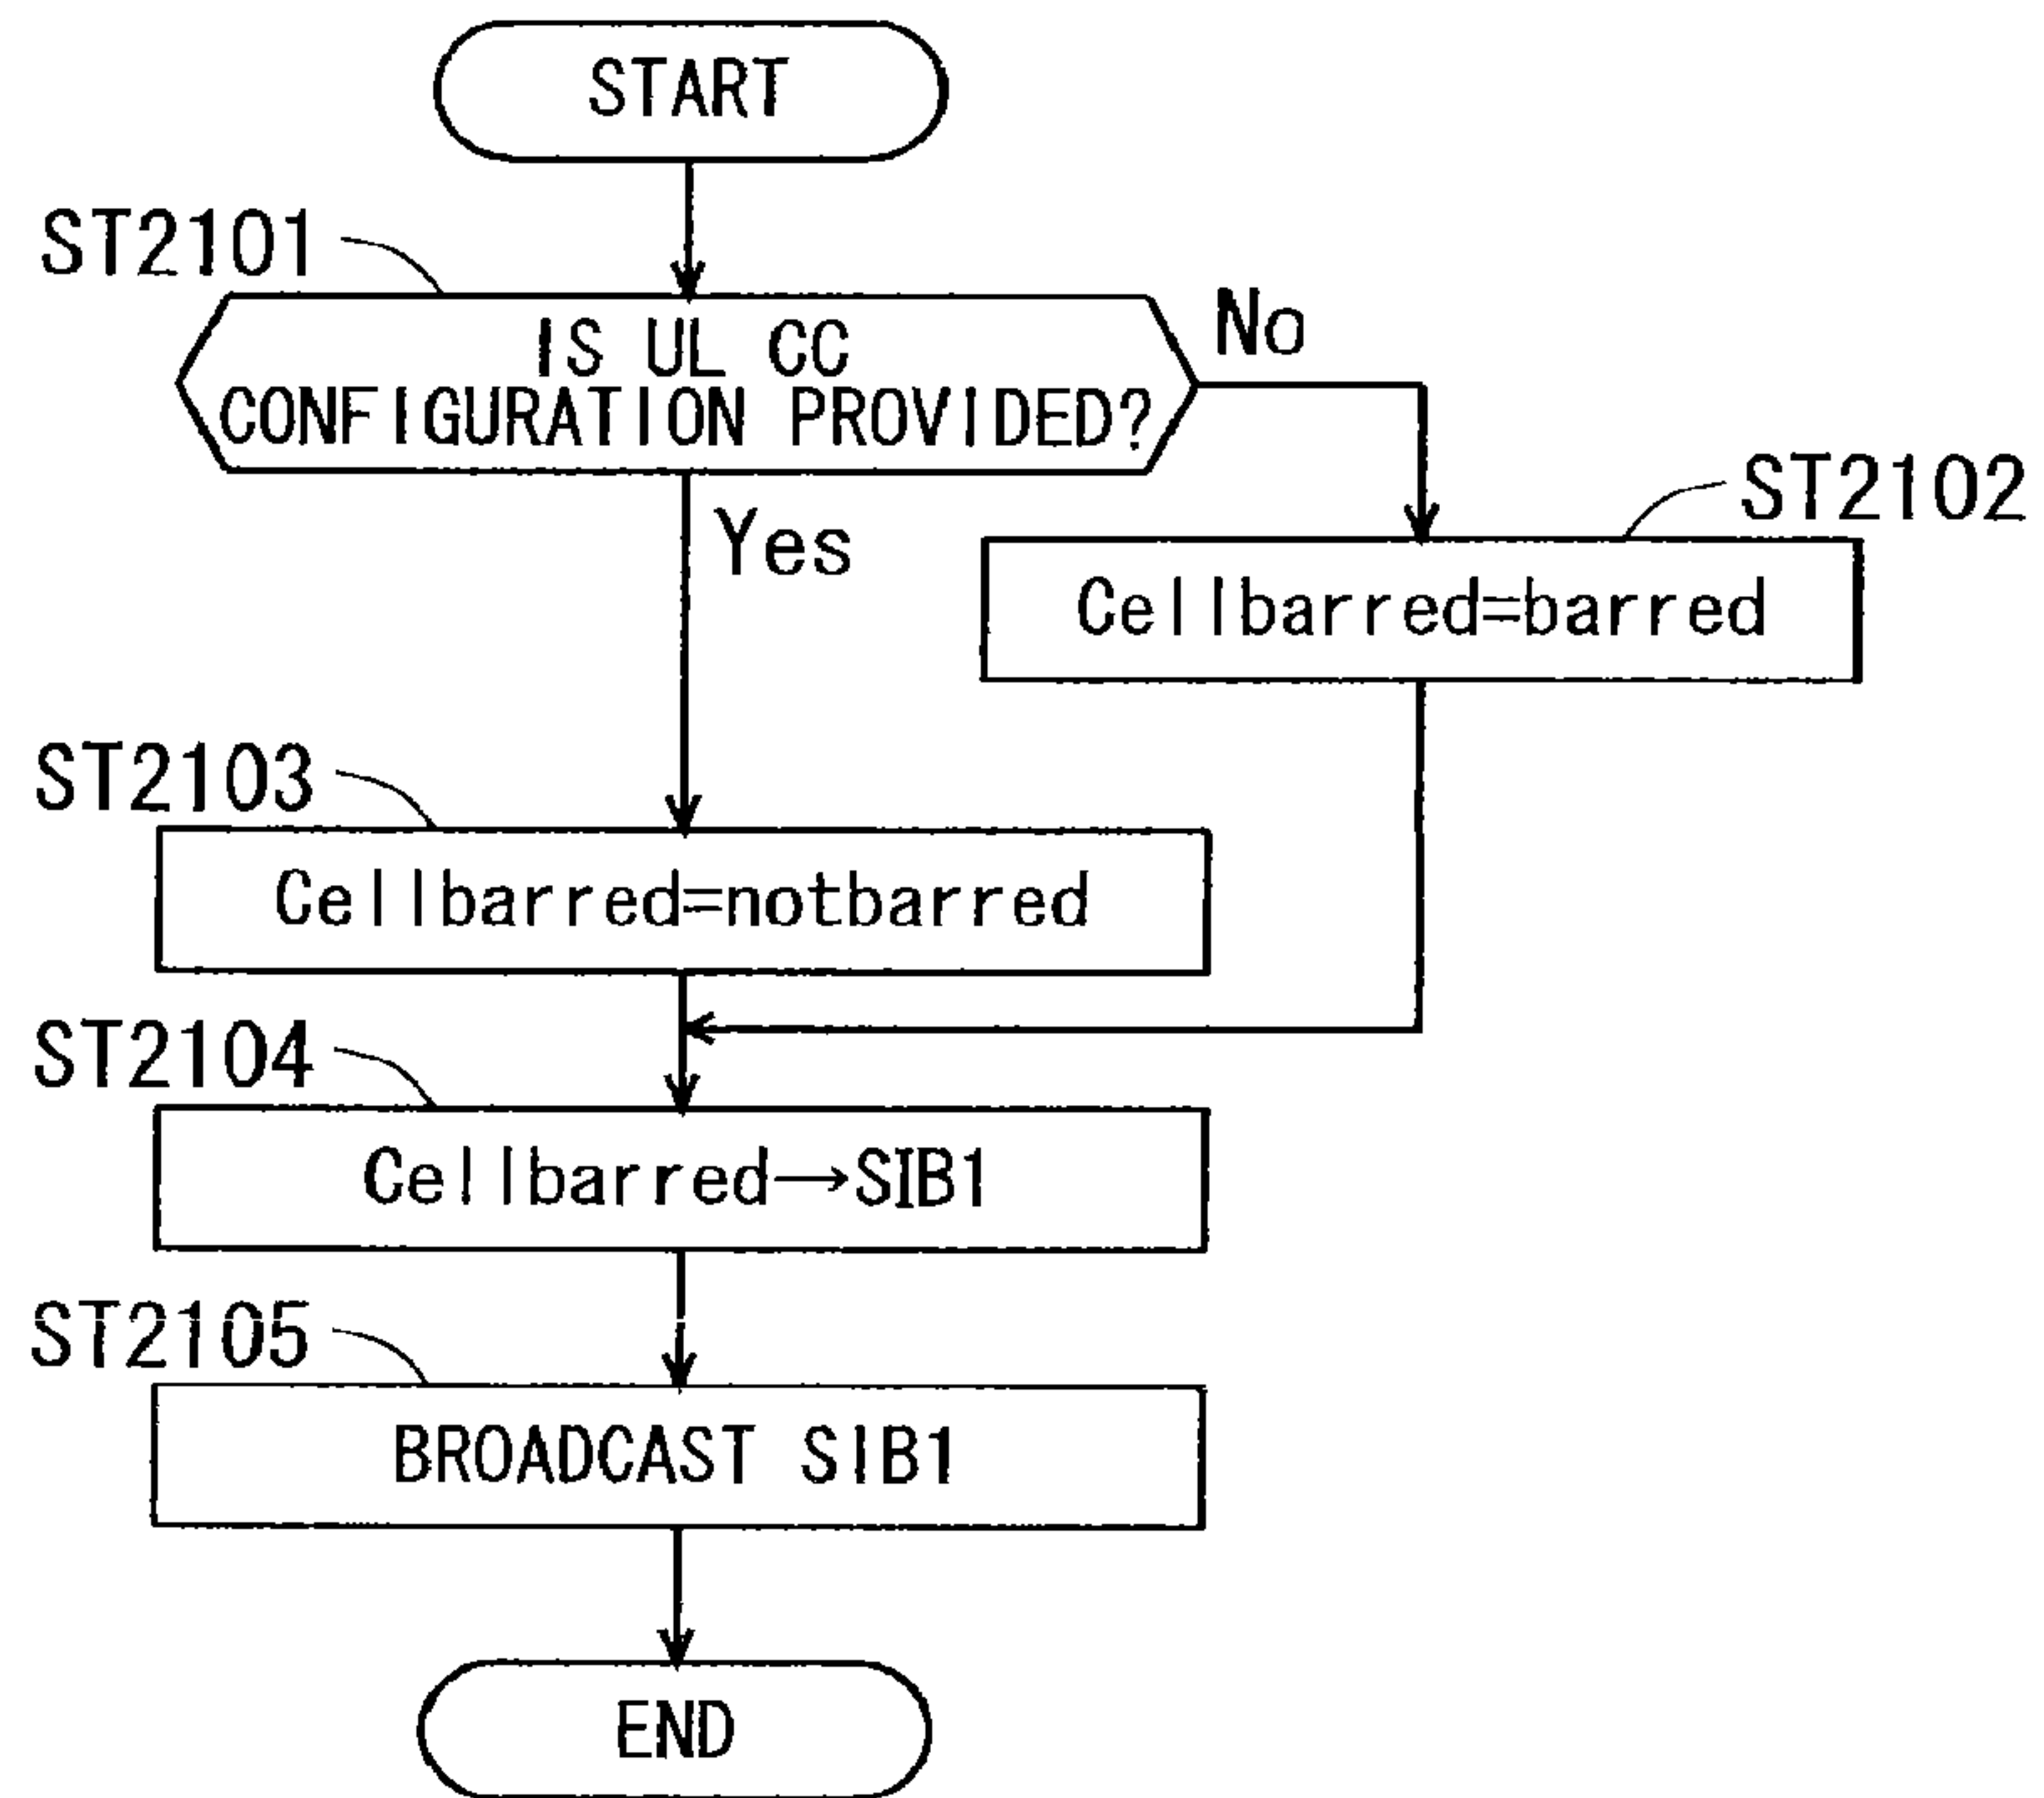 START
ST2101
IS UL CC
CONFIGURATION PROVIDED?
No
Yes
ST2102
Cellbarred=barred
ST2103
Cellbarred=notbarred
ST2104
Cellbarred→SIB1
ST2105
BROADCAST SIB1
END